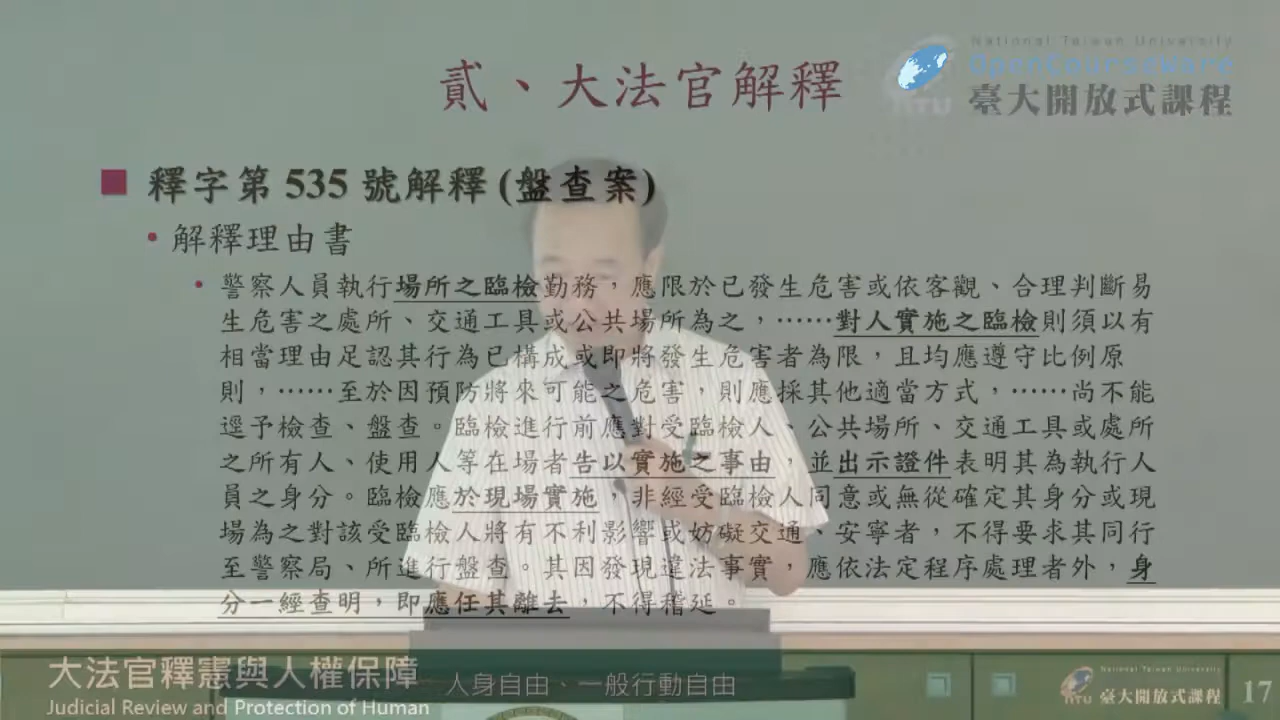 National Taiwan University
OpenCourseWare
臺大開放式課程
NTU
貳、大法官解釋
釋字第 535 號解釋 (盤查案)
解釋理由書
警察人員執行場所之臨檢勤務，應限於已發生危害或依客觀、合理判斷易
生危害之處所、交通工具或公共場所為之，……對人實施之臨檢則須以有
相當理由足認其行為已構成或即將發生危害者為限，且均應遵守比例原
則，……至於因預防將來可能之危害，則應採其他適當方式，……尚不能
逕予檢查、盤查。臨檢進行前應對受臨檢人、公共場所、交通工具或處所
之所有人、使用人等在場者告以實施之事由，並出示證件表明其為執行人
員之身分。臨檢應於現場實施，非經受臨檢人同意或無從確定其身分或現
場為之對該受臨檢人將有不利影響或妨礙交通、安寧者，不得要求其同行
至警察局、所進行盤查。其因發現違法事實，應依法定程序處理者外，身
分一經查明，即應任其離去，不得稽延。
大法官釋憲與人權保障
Judicial Review and Protection of Human
人身自由、一般行動自由
National Taiwan University
NTU 臺大開放式課程
17